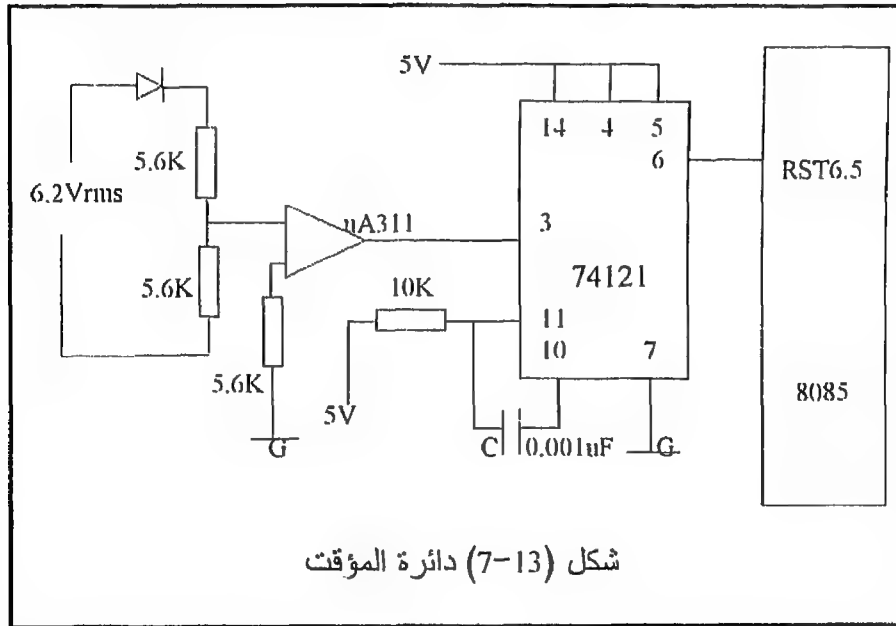 5V
14 4 5
6
5.6K
RST6.5
6.2Vrms
uA311
3
74121
5.6K
10K
11
10 7
5.6K
8085
5V
G
C 0.001uF
G
شكل (13-7) دائرة المؤقت